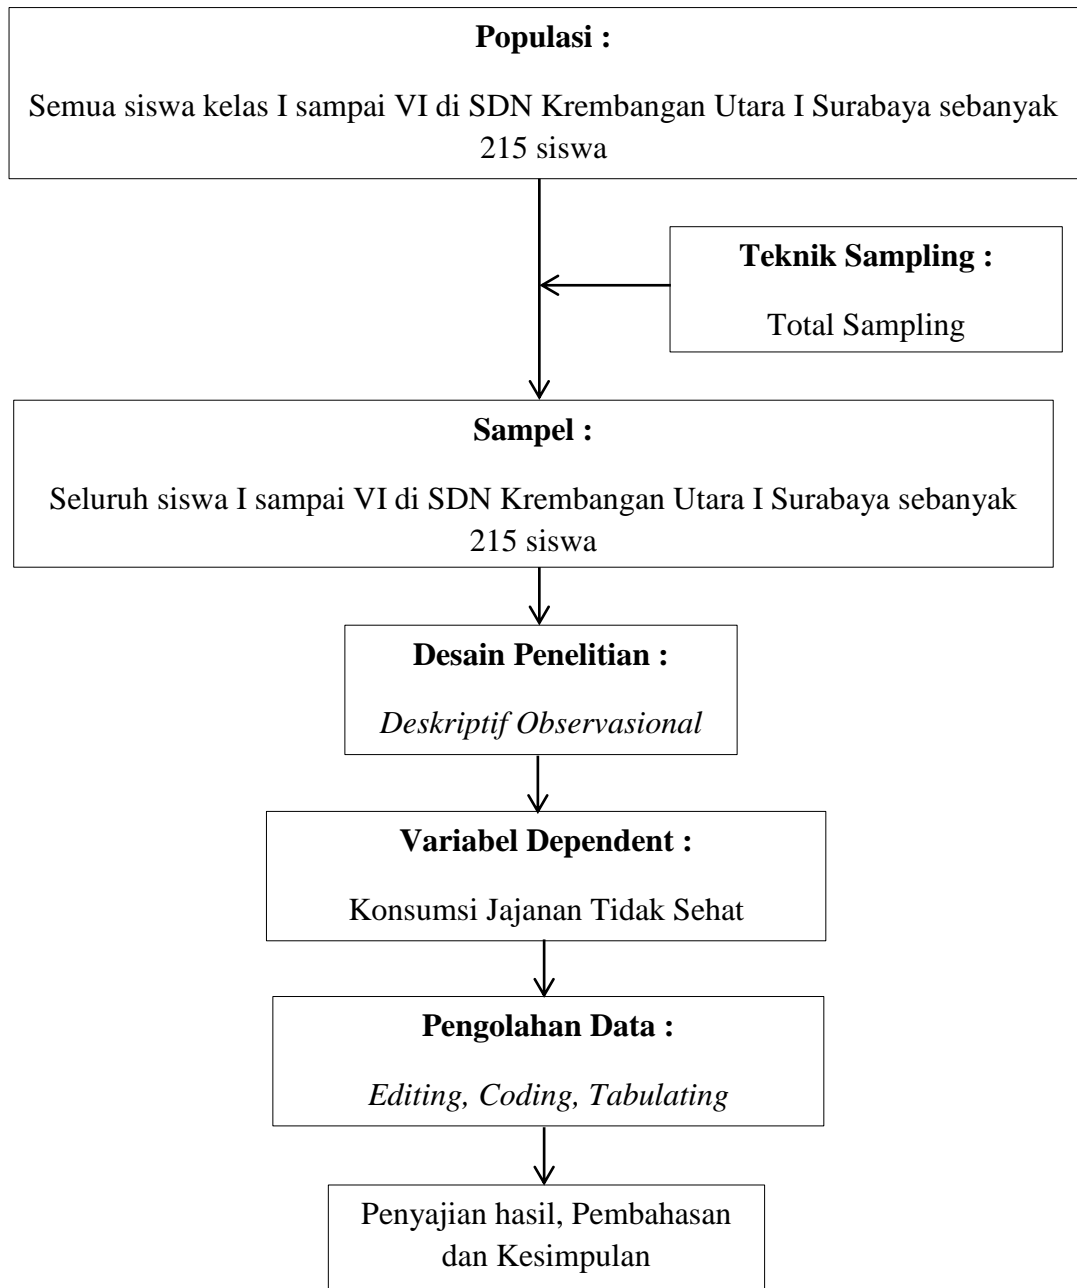 Populasi :
Semua siswa kelas I sampai VI di SDN Krembangan Utara I Surabaya sebanyak
215 siswa
Teknik Sampling :
Total Sampling
Sampel :
Seluruh siswa I sampai VI di SDN Krembangan Utara I Surabaya sebanyak
215 siswa
Desain Penelitian :
Deskriptif Observasional
Variabel Dependent :
Konsumsi Jajanan Tidak Sehat
Pengolahan Data :
Editing, Coding, Tabulating
Penyajian hasil, Pembahasan
dan Kesimpulan